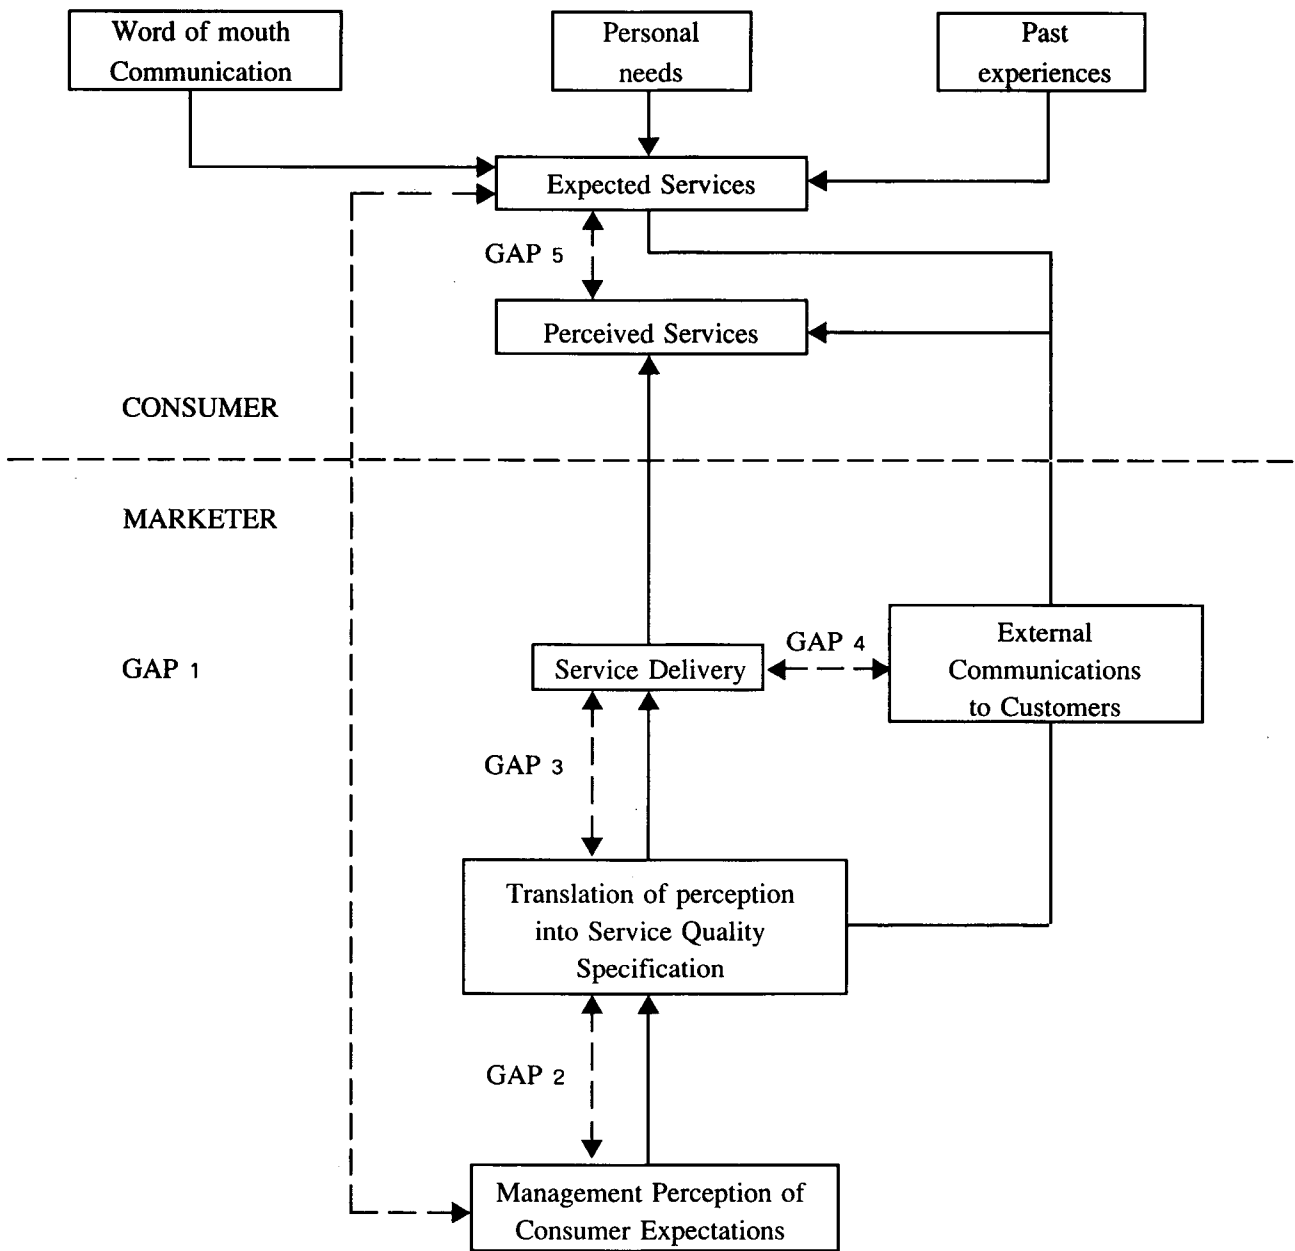 Word of mouth
Communication
Personal
needs
Past
experiences
Expected Services
GAP 5
Perceived Services
CONSUMER
MARKETER
GAP 1
Service Delivery
GAP 4
External
Communications
to Customers
GAP 3
Translation of perception
into Service Quality
Specification
GAP 2
Management Perception of
Consumer Expectations